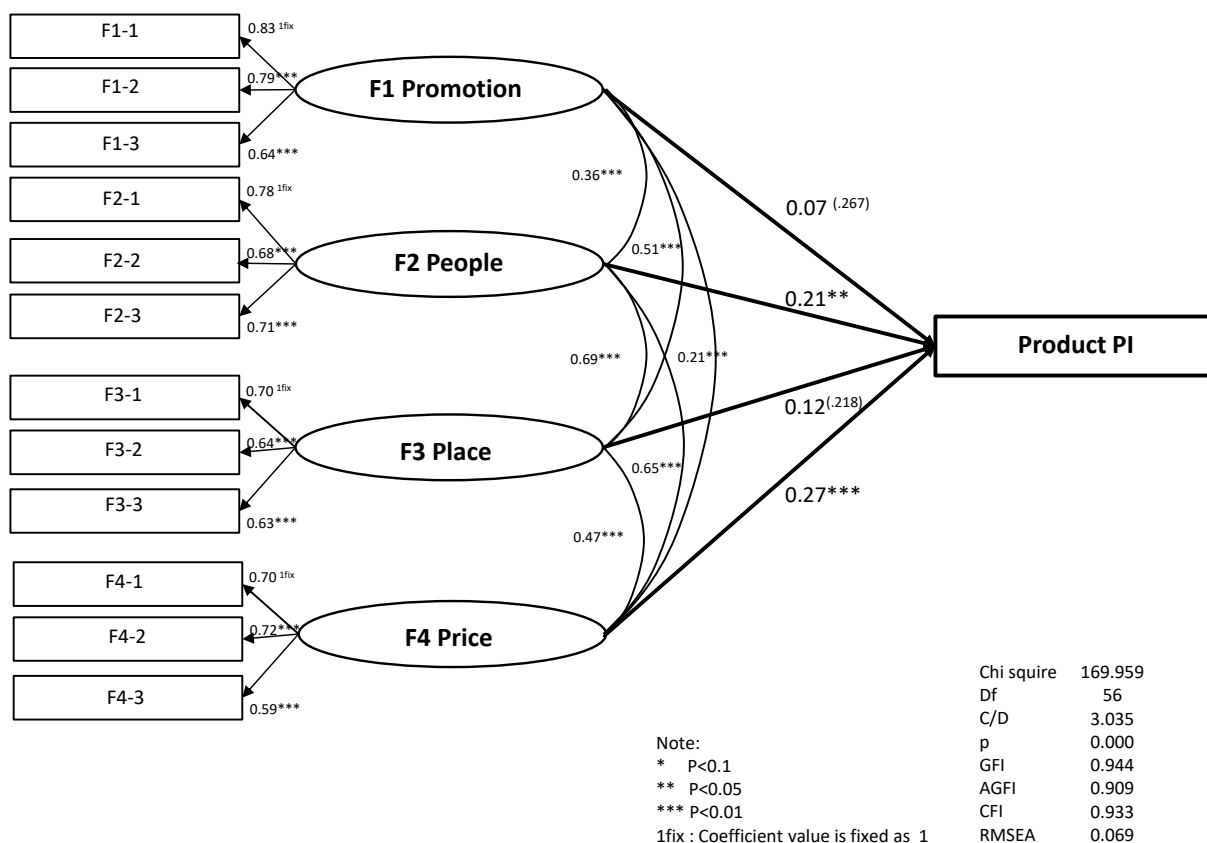 F1-1
0.83 1fix
F1-2
0.79***
F1-3
0.64***
F1 Promotion
F2-1
0.78 1fix
F2-2
0.68***
F2-3
0.71***
F2 People
F3-1
0.70 1fix
F3-2
0.64***
F3-3
0.63***
F3 Place
F4-1
0.70 1fix
F4-2
0.72***
F4-3
0.59***
F4 Price
0.36***
0.51***
0.69***
0.21***
0.65***
0.47***
0.07 (.267)
0.21**
0.12(.218)
0.27***
Product PI
Note:
* P<0.1
** P<0.05
*** P<0.01
1fix : Coefficient value is fixed as 1
Chi squire 169.959
Df 56
C/D 3.035
p 0.000
GFI 0.944
AGFI 0.909
CFI 0.933
RMSEA 0.069